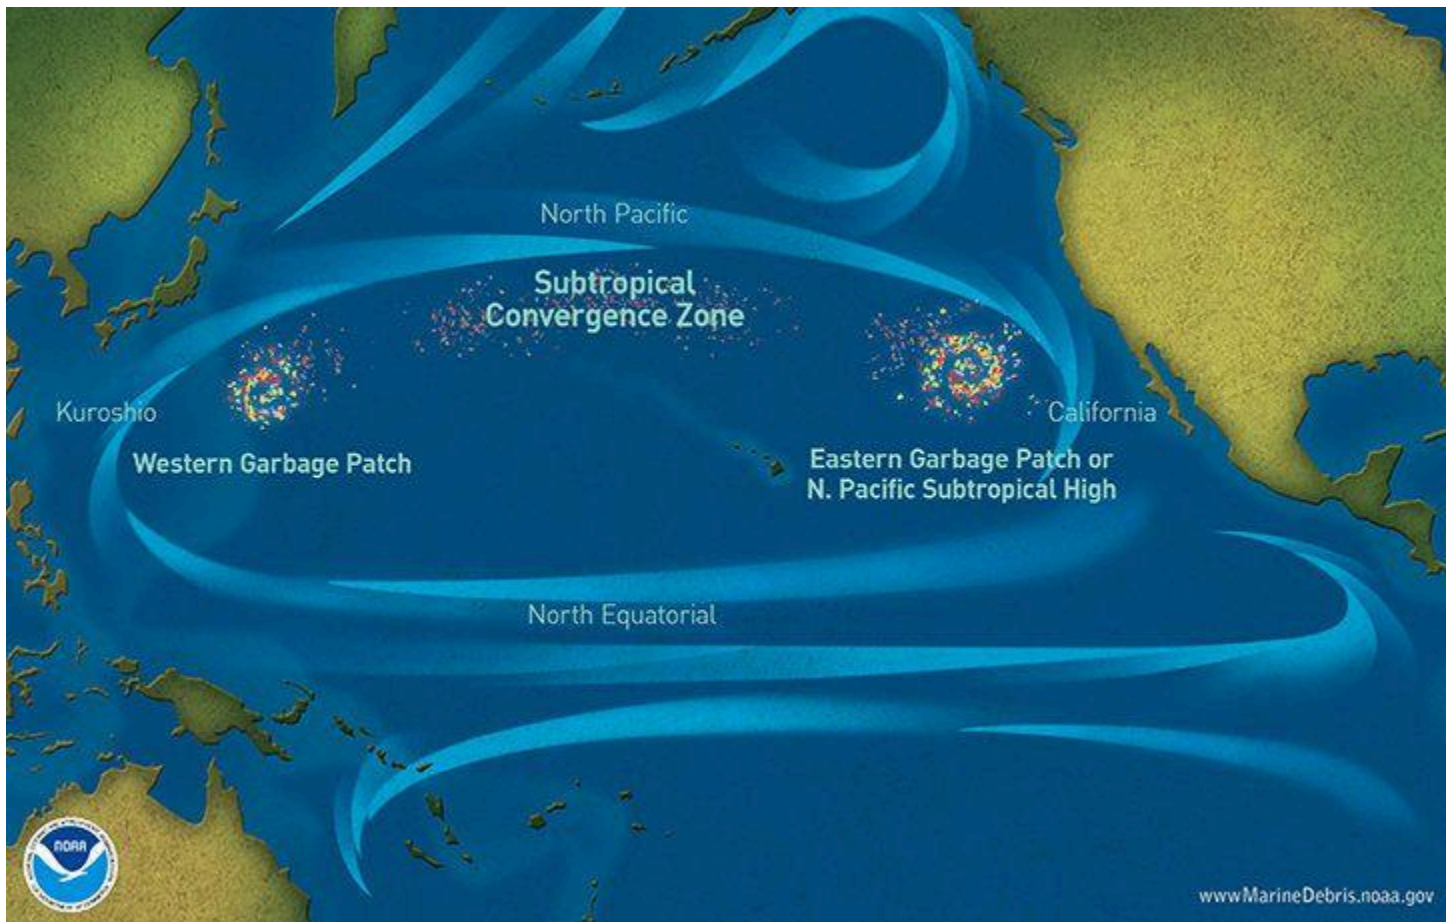 North Pacific
Subtropical
Convergence Zone
Kuroshio
California
Western Garbage Patch
Eastern Garbage Patch or
N. Pacific Subtropical High
North Equatorial
NOAA
www.MarineDebris.noaa.gov